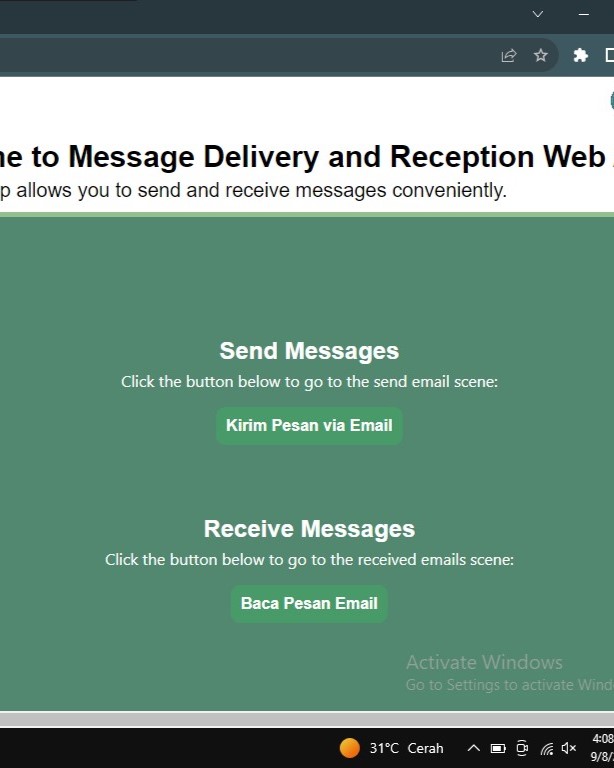 to Message Delivery and Reception Web
allows you to send and receive messages conveniently.
Send Messages
Click the button below to go to the send email scene:
Kirim Pesan via Email
Receive Messages
Click the button below to go to the received emails scene:
Baca Pesan Email
Activate Windows
Go to Settings to activate
31°C Cerah
4:08
9/8/